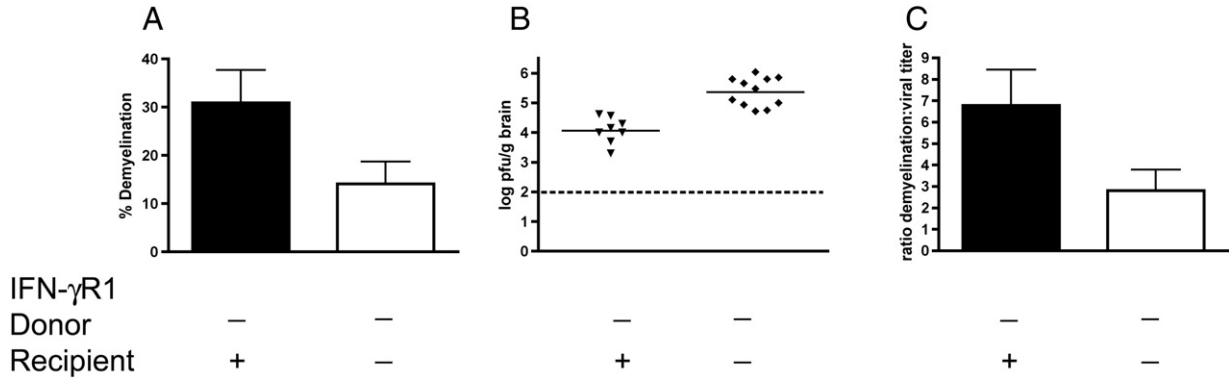 A
B
C
% Demyelination
40
30
20
10
0
log pfu/g brain
6
5
4
3
2
1
0
ratio demyelination:viral titer
9
8
7
6
5
4
3
2
1
0
IFN-γR1
Donor – – – – – –
Recipient + – + – + –